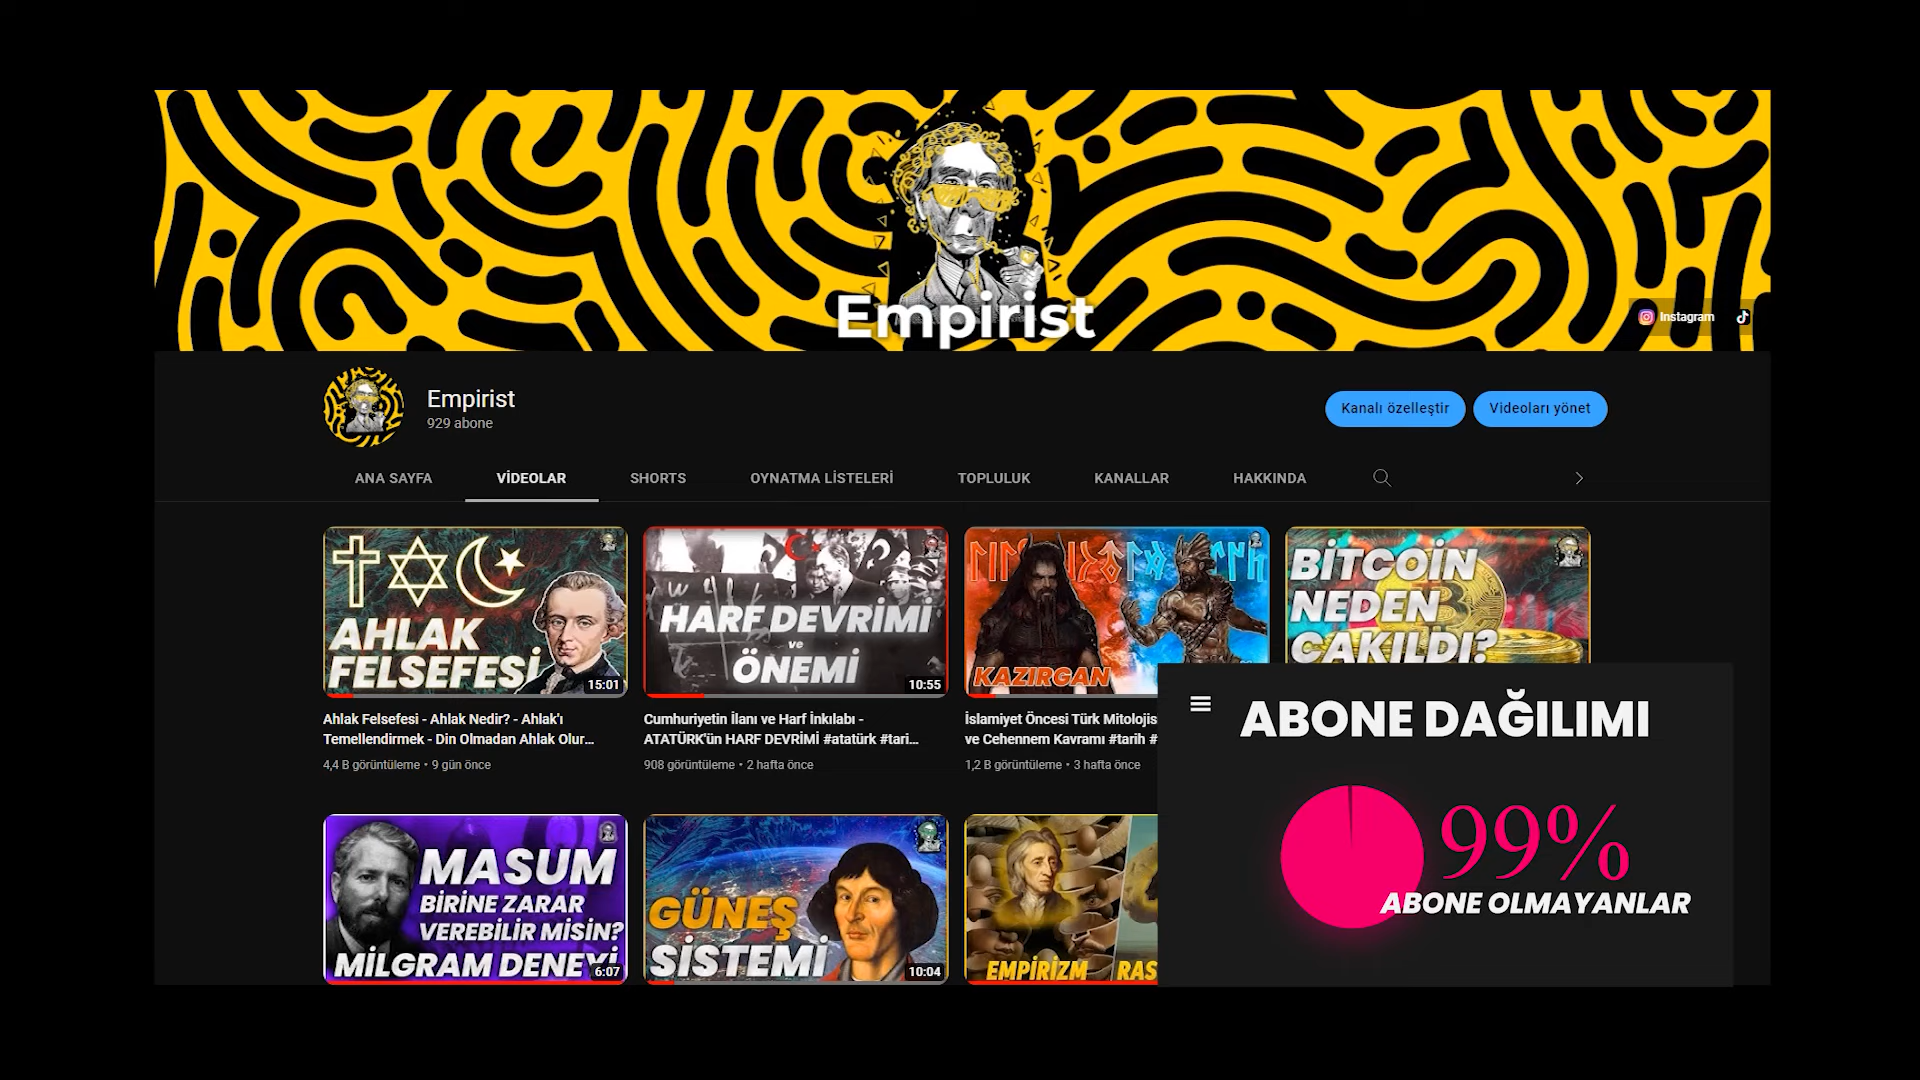 Empirist
Instagram
Empirist
929 abone
Kanalı özelleştir
Videoları yönet
ANA SAYFA
VİDEOLAR
SHORTS
OYNATMA LİSTELERİ
TOPLULUK
KANALLAR
HAKKINDA
AHLAK
FELSEFESİ
15:01
HARF DEVRİMİ
ve
ÖNEMİ
10:55
KAZIRGAN
BİTCOİN
NEDEN
ÇAKILDI?
Ahlak Felsefesi - Ahlak Nedir? - Ahlak'ı
Temellendirmek - Din Olmadan Ahlak Olur...
4,4 B görüntüleme • 9 gün önce
Cumhuriyetin İlanı ve Harf İnkılabı -
ATATÜRK'ün HARF DEVRİMİ #atatürk #tari...
908 görüntüleme • 2 hafta önce
İslamiyet Öncesi Türk Mitolojis
ve Cehennem Kavramı #tarih #
1,2 B görüntüleme • 3 hafta önce
MASUM
BİRİNE ZARAR
VEREBİLİR MİSİN?
MİLGRAM DENEYİ
6:07
GÜNEŞ
SİSTEMİ
10:04
EMPİRİZM
RAS
ABONE DAĞILIMI
99%
ABONE OLMAYANLAR